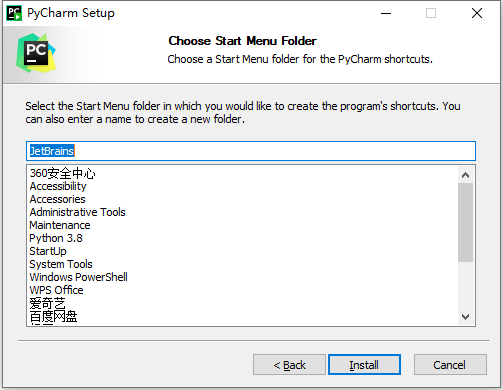 PyCharm Setup
PC
Choose Start Menu Folder
Choose a Start Menu folder for the PyCharm shortcuts.
Select the Start Menu folder in which you would like to create the program's shortcuts. You
can also enter a name to create a new folder.
JetBrains
360安全中心
Accessibility
Accessories
Administrative Tools
Maintenance
Python 3.8
StartUp
System Tools
Windows PowerShell
WPS Office
爱奇艺
百度网盘
< Back
Install
Cancel